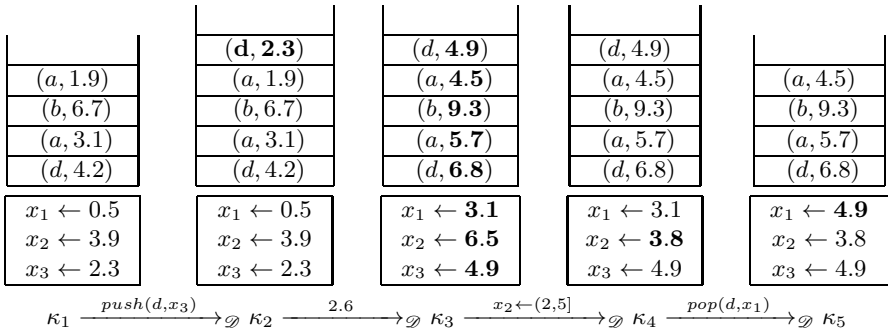 (d, 2.3) (d, 4.9) (d, 4.9)
(a, 1.9) (a, 1.9) (a, 4.5) (a, 4.5) (a, 4.5)
(b, 6.7) (b, 6.7) (b, 9.3) (b, 9.3) (b, 9.3)
(a, 3.1) (a, 3.1) (a, 5.7) (a, 5.7) (a, 5.7)
(d, 4.2) (d, 4.2) (d, 6.8) (d, 6.8) (d, 6.8)
x₁ ← 0.5 x₁ ← 0.5 x₁ ← 3.1 x₁ ← 3.1 x₁ ← 4.9
x₂ ← 3.9 x₂ ← 3.9 x₂ ← 6.5 x₂ ← 3.8 x₂ ← 3.8
x₃ ← 2.3 x₃ ← 2.3 x₃ ← 4.9 x₃ ← 4.9 x₃ ← 4.9
κ₁ push(d,x₃) 𝒟 κ₂ 2.6 𝒟 κ₃ x₂←(2,5] 𝒟 κ₄ pop(d,x₁) 𝒟 κ₅